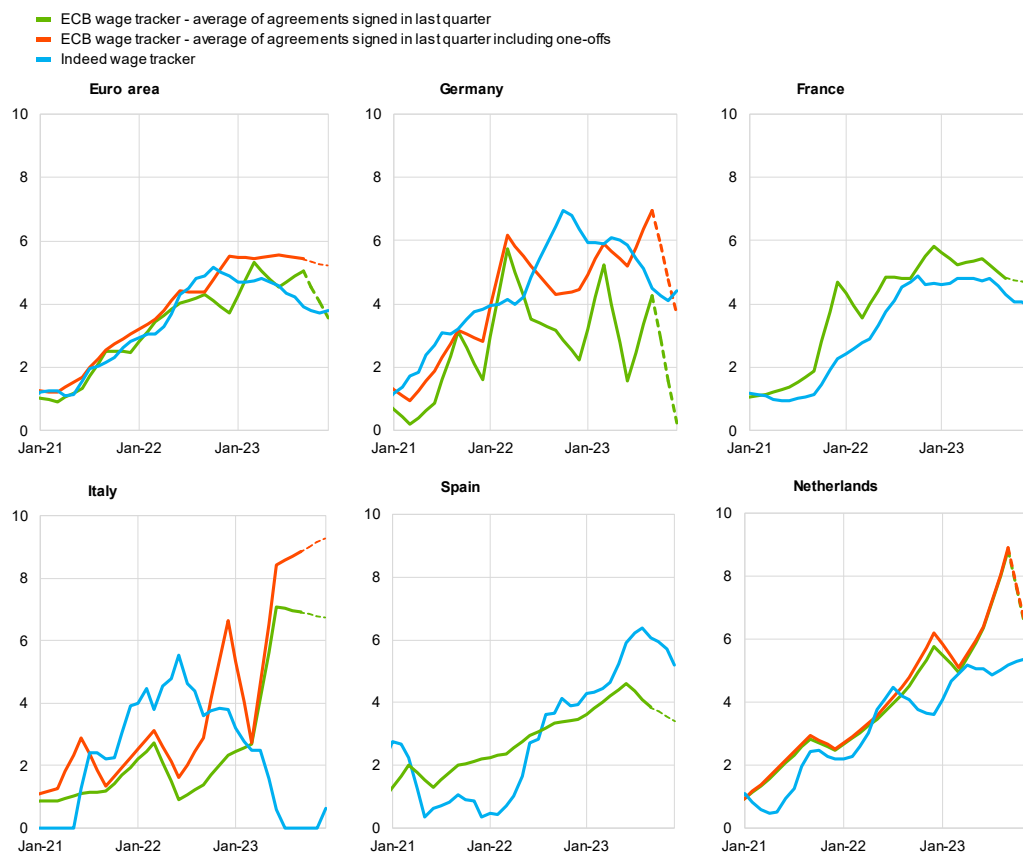 ECB wage tracker - average of agreements signed in last quarter
ECB wage tracker - average of agreements signed in last quarter including one-offs
Indeed wage tracker
Euro area
Germany
France
10
8
6
4
2
0
Jan-21 Jan-22 Jan-23
10
8
6
4
2
0
Jan-21 Jan-22 Jan-23
10
8
6
4
2
0
Jan-21 Jan-22 Jan-23
Italy
Spain
Netherlands
10
8
6
4
2
0
Jan-21 Jan-22 Jan-23
10
8
6
4
2
0
Jan-21 Jan-22 Jan-23
10
8
6
4
2
0
Jan-21 Jan-22 Jan-23